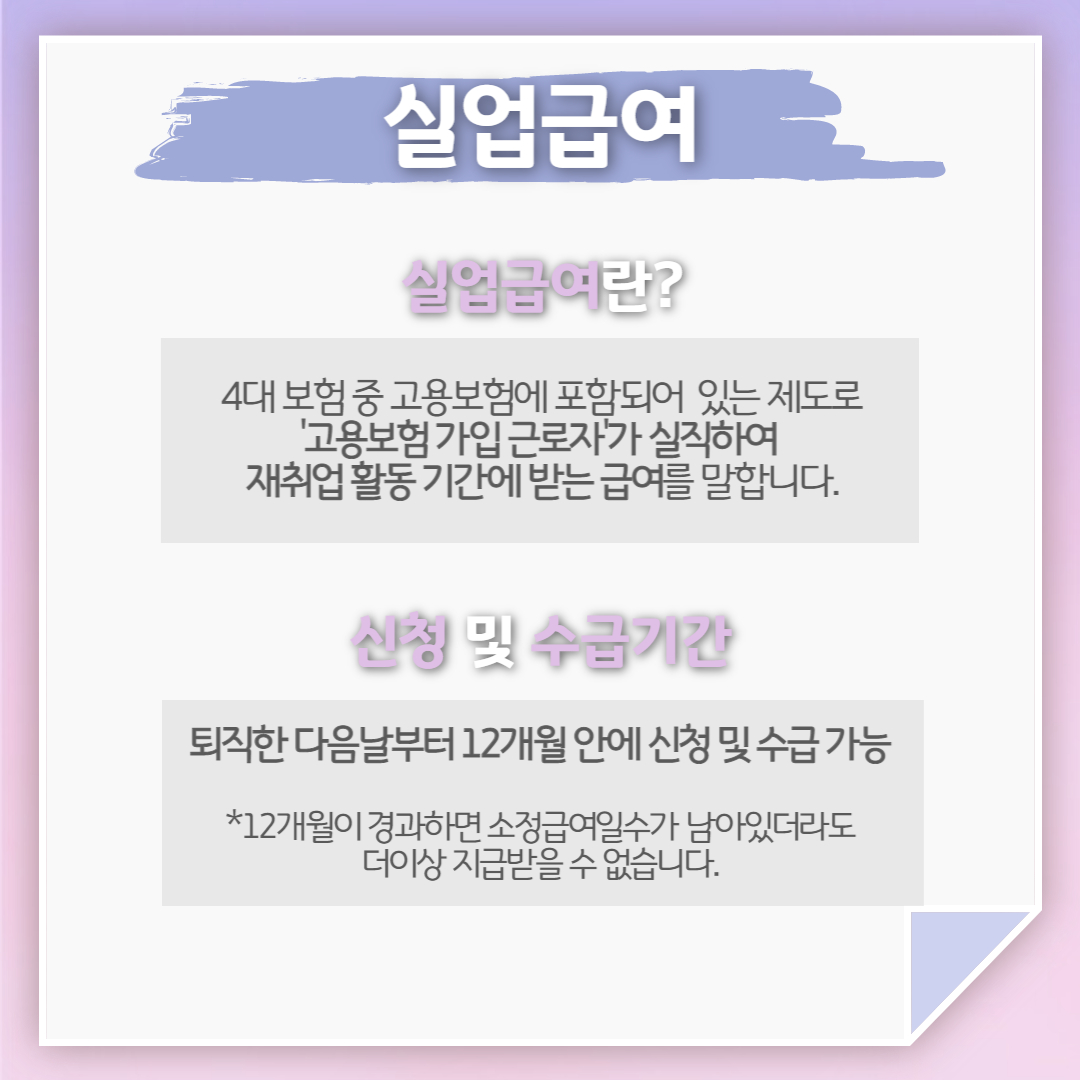 실업급여
실업급여란?
4대 보험 중 고용보험에 포함되어 있는 제도로
'고용보험 가입 근로자'가 실직하여
재취업 활동 기간에 받는 급여를 말합니다.
신청 및 수급기간
퇴직한 다음날부터 12개월 안에 신청 및 수급 가능
*12개월이 경과하면 소정급여일수가 남아있더라도
더이상 지급받을 수 없습니다.